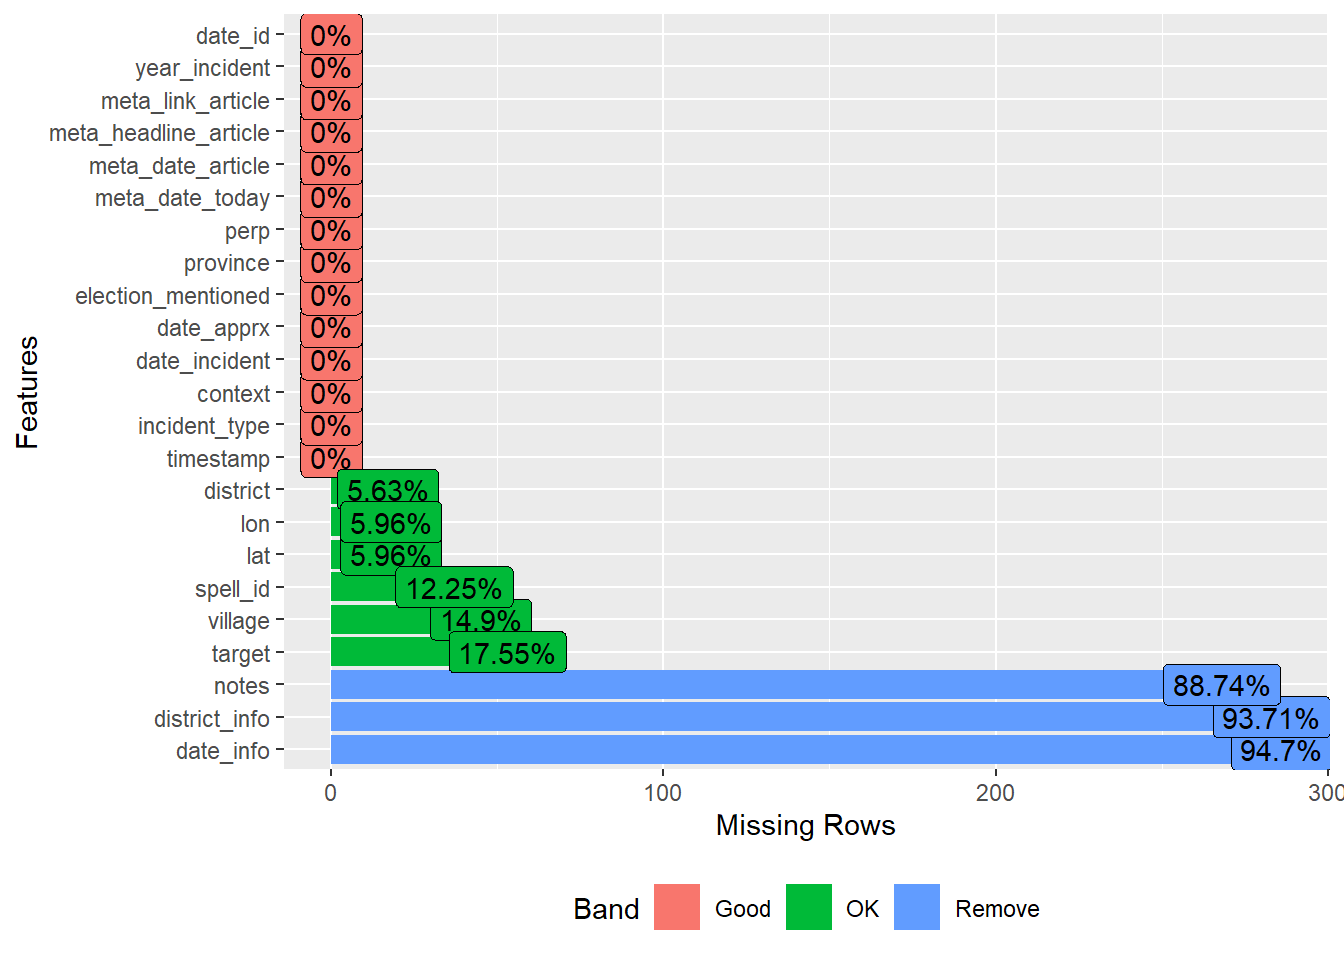 date_id 0%
year_incident 0%
meta_link_article 0%
meta_headline_article 0%
meta_date_article 0%
meta_date_today 0%
perp 0%
province 0%
election_mentioned 0%
date_apprx 0%
date_incident 0%
context 0%
incident_type 0%
timestamp 0%
district 5.63%
lon 5.96%
lat 5.96%
spell_id 12.25%
village 14.9%
target 17.55%
notes 88.74%
district_info 93.71%
date_info 94.7%
Features
0 100 200 300
Missing Rows
Band Good OK Remove